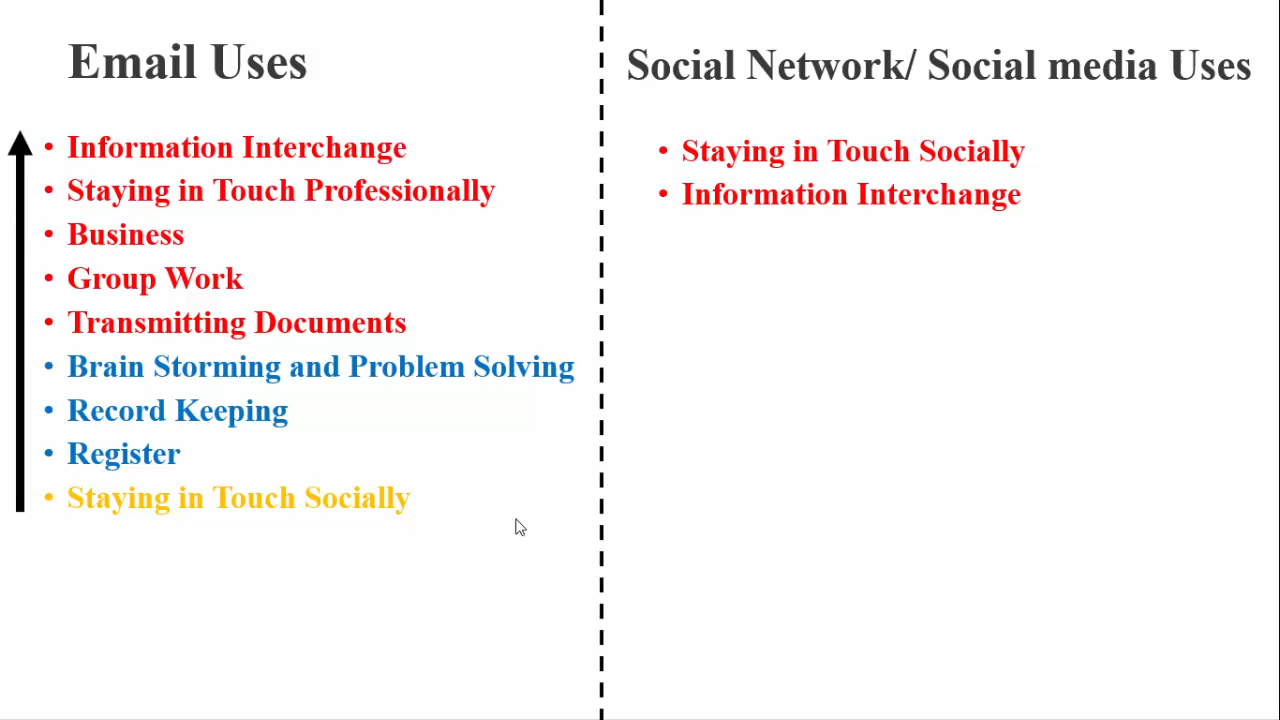 Email Uses
• Information Interchange
• Staying in Touch Professionally
• Business
• Group Work
• Transmitting Documents
• Brain Storming and Problem Solving
• Record Keeping
• Register
• Staying in Touch Socially
Social Network/ Social media Uses
• Staying in Touch Socially
• Information Interchange